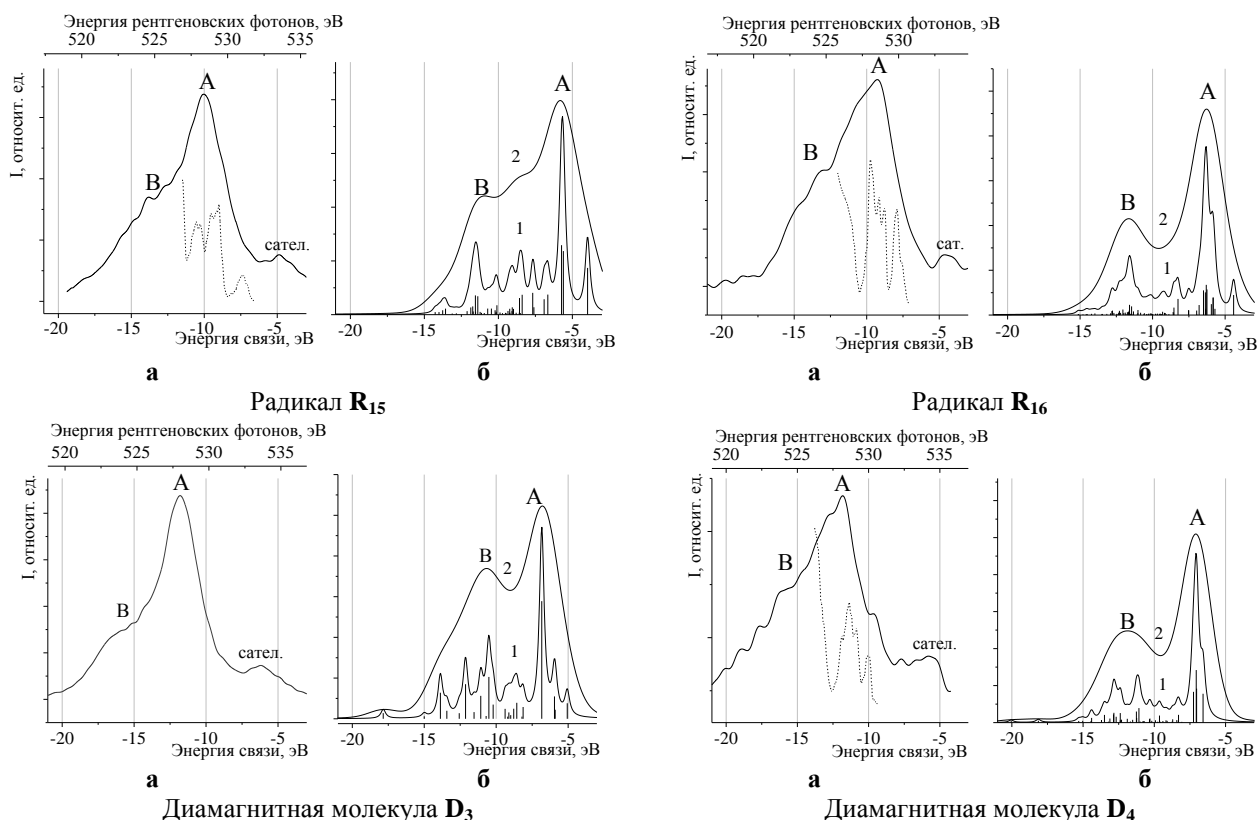 Энергия рентгеновских фотонов, эВ
520 525 530 535
I, относит. ед.
A
B
сател.
-20 -15 -10 -5
Энергия связи, эВ
а
A
B
2
1
-20 -15 -10 -5
Энергия связи, эВ
б
Радикал R15
Энергия рентгеновских фотонов, эВ
520 525 530
I, относит. ед.
A
B
сат.
-20 -15 -10 -5
Энергия связи, эВ
а
A
B
2
1
-20 -15 -10 -5
Энергия связи, эВ
б
Радикал R16
Энергия рентгеновских фотонов, эВ
520 525 530 535
I, относит. ед.
A
B
сател.
-20 -15 -10 -5
Энергия связи, эВ
а
A
B
2
1
-20 -15 -10 -5
Энергия связи, эВ
б
Диамагнитная молекула D3
Энергия рентгеновских фотонов, эВ
520 525 530 535
I, относит. ед.
A
B
сател.
-20 -15 -10 -5
Энергия связи, эВ
а
A
B
2
1
-20 -15 -10 -5
Энергия связи, эВ
б
Диамагнитная молекула D4